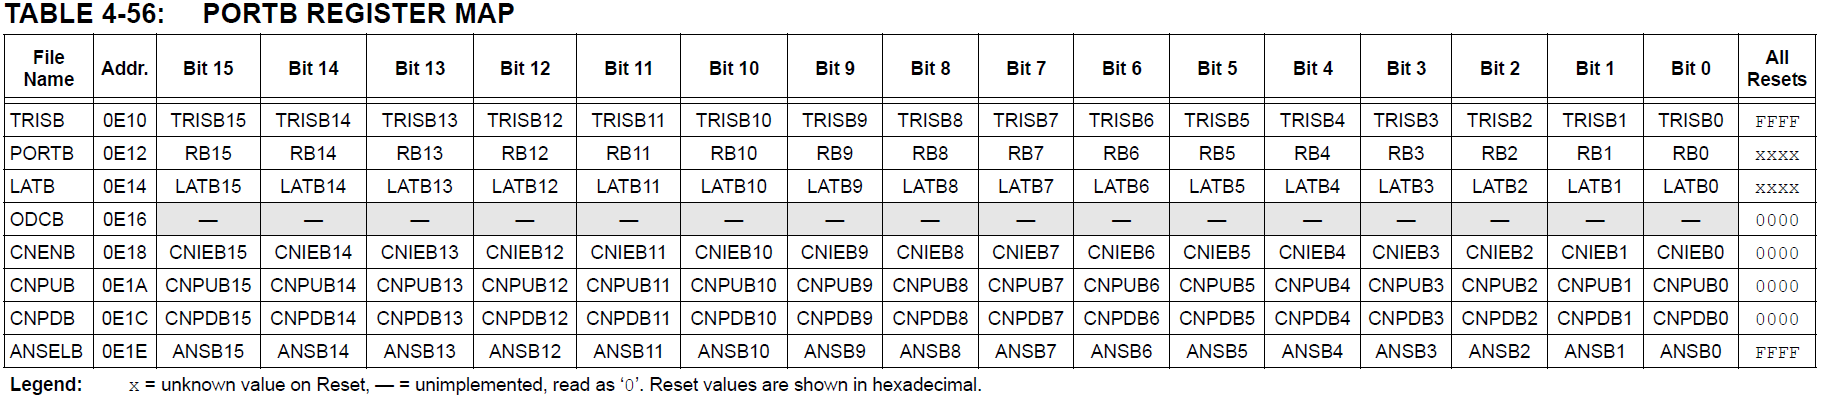 TABLE 4-56: PORTB REGISTER MAP
File Name Addr. Bit 15 Bit 14 Bit 13 Bit 12 Bit 11 Bit 10 Bit 9 Bit 8 Bit 7 Bit 6 Bit 5 Bit 4 Bit 3 Bit 2 Bit 1 Bit 0 All Resets
TRISB 0E10 TRISB15 TRISB14 TRISB13 TRISB12 TRISB11 TRISB10 TRISB9 TRISB8 TRISB7 TRISB6 TRISB5 TRISB4 TRISB3 TRISB2 TRISB1 TRISB0 FFFF
PORTB 0E12 RB15 RB14 RB13 RB12 RB11 RB10 RB9 RB8 RB7 RB6 RB5 RB4 RB3 RB2 RB1 RB0 xxxx
LATB 0E14 LATB15 LATB14 LATB13 LATB12 LATB11 LATB10 LATB9 LATB8 LATB7 LATB6 LATB5 LATB4 LATB3 LATB2 LATB1 LATB0 xxxx
ODCB 0E16 — — — — — — — — — — — — — — — — 0000
CNENB 0E18 CNIEB15 CNIEB14 CNIEB13 CNIEB12 CNIEB11 CNIEB10 CNIEB9 CNIEB8 CNIEB7 CNIEB6 CNIEB5 CNIEB4 CNIEB3 CNIEB2 CNIEB1 CNIEB0 0000
CNPUB 0E1A CNPUB15 CNPUB14 CNPUB13 CNPUB12 CNPUB11 CNPUB10 CNPUB9 CNPUB8 CNPUB7 CNPUB6 CNPUB5 CNPUB4 CNPUB3 CNPUB2 CNPUB1 CNPUB0 0000
CNPDB 0E1C CNPDB15 CNPDB14 CNPDB13 CNPDB12 CNPDB11 CNPDB10 CNPDB9 CNPDB8 CNPDB7 CNPDB6 CNPDB5 CNPDB4 CNPDB3 CNPDB2 CNPDB1 CNPDB0 0000
ANSELB 0E1E ANSB15 ANSB14 ANSB13 ANSB12 ANSB11 ANSB10 ANSB9 ANSB8 ANSB7 ANSB6 ANSB5 ANSB4 ANSB3 ANSB2 ANSB1 ANSB0 FFFF
Legend: x = unknown value on Reset, — = unimplemented, read as ‘0’. Reset values are shown in hexadecimal.